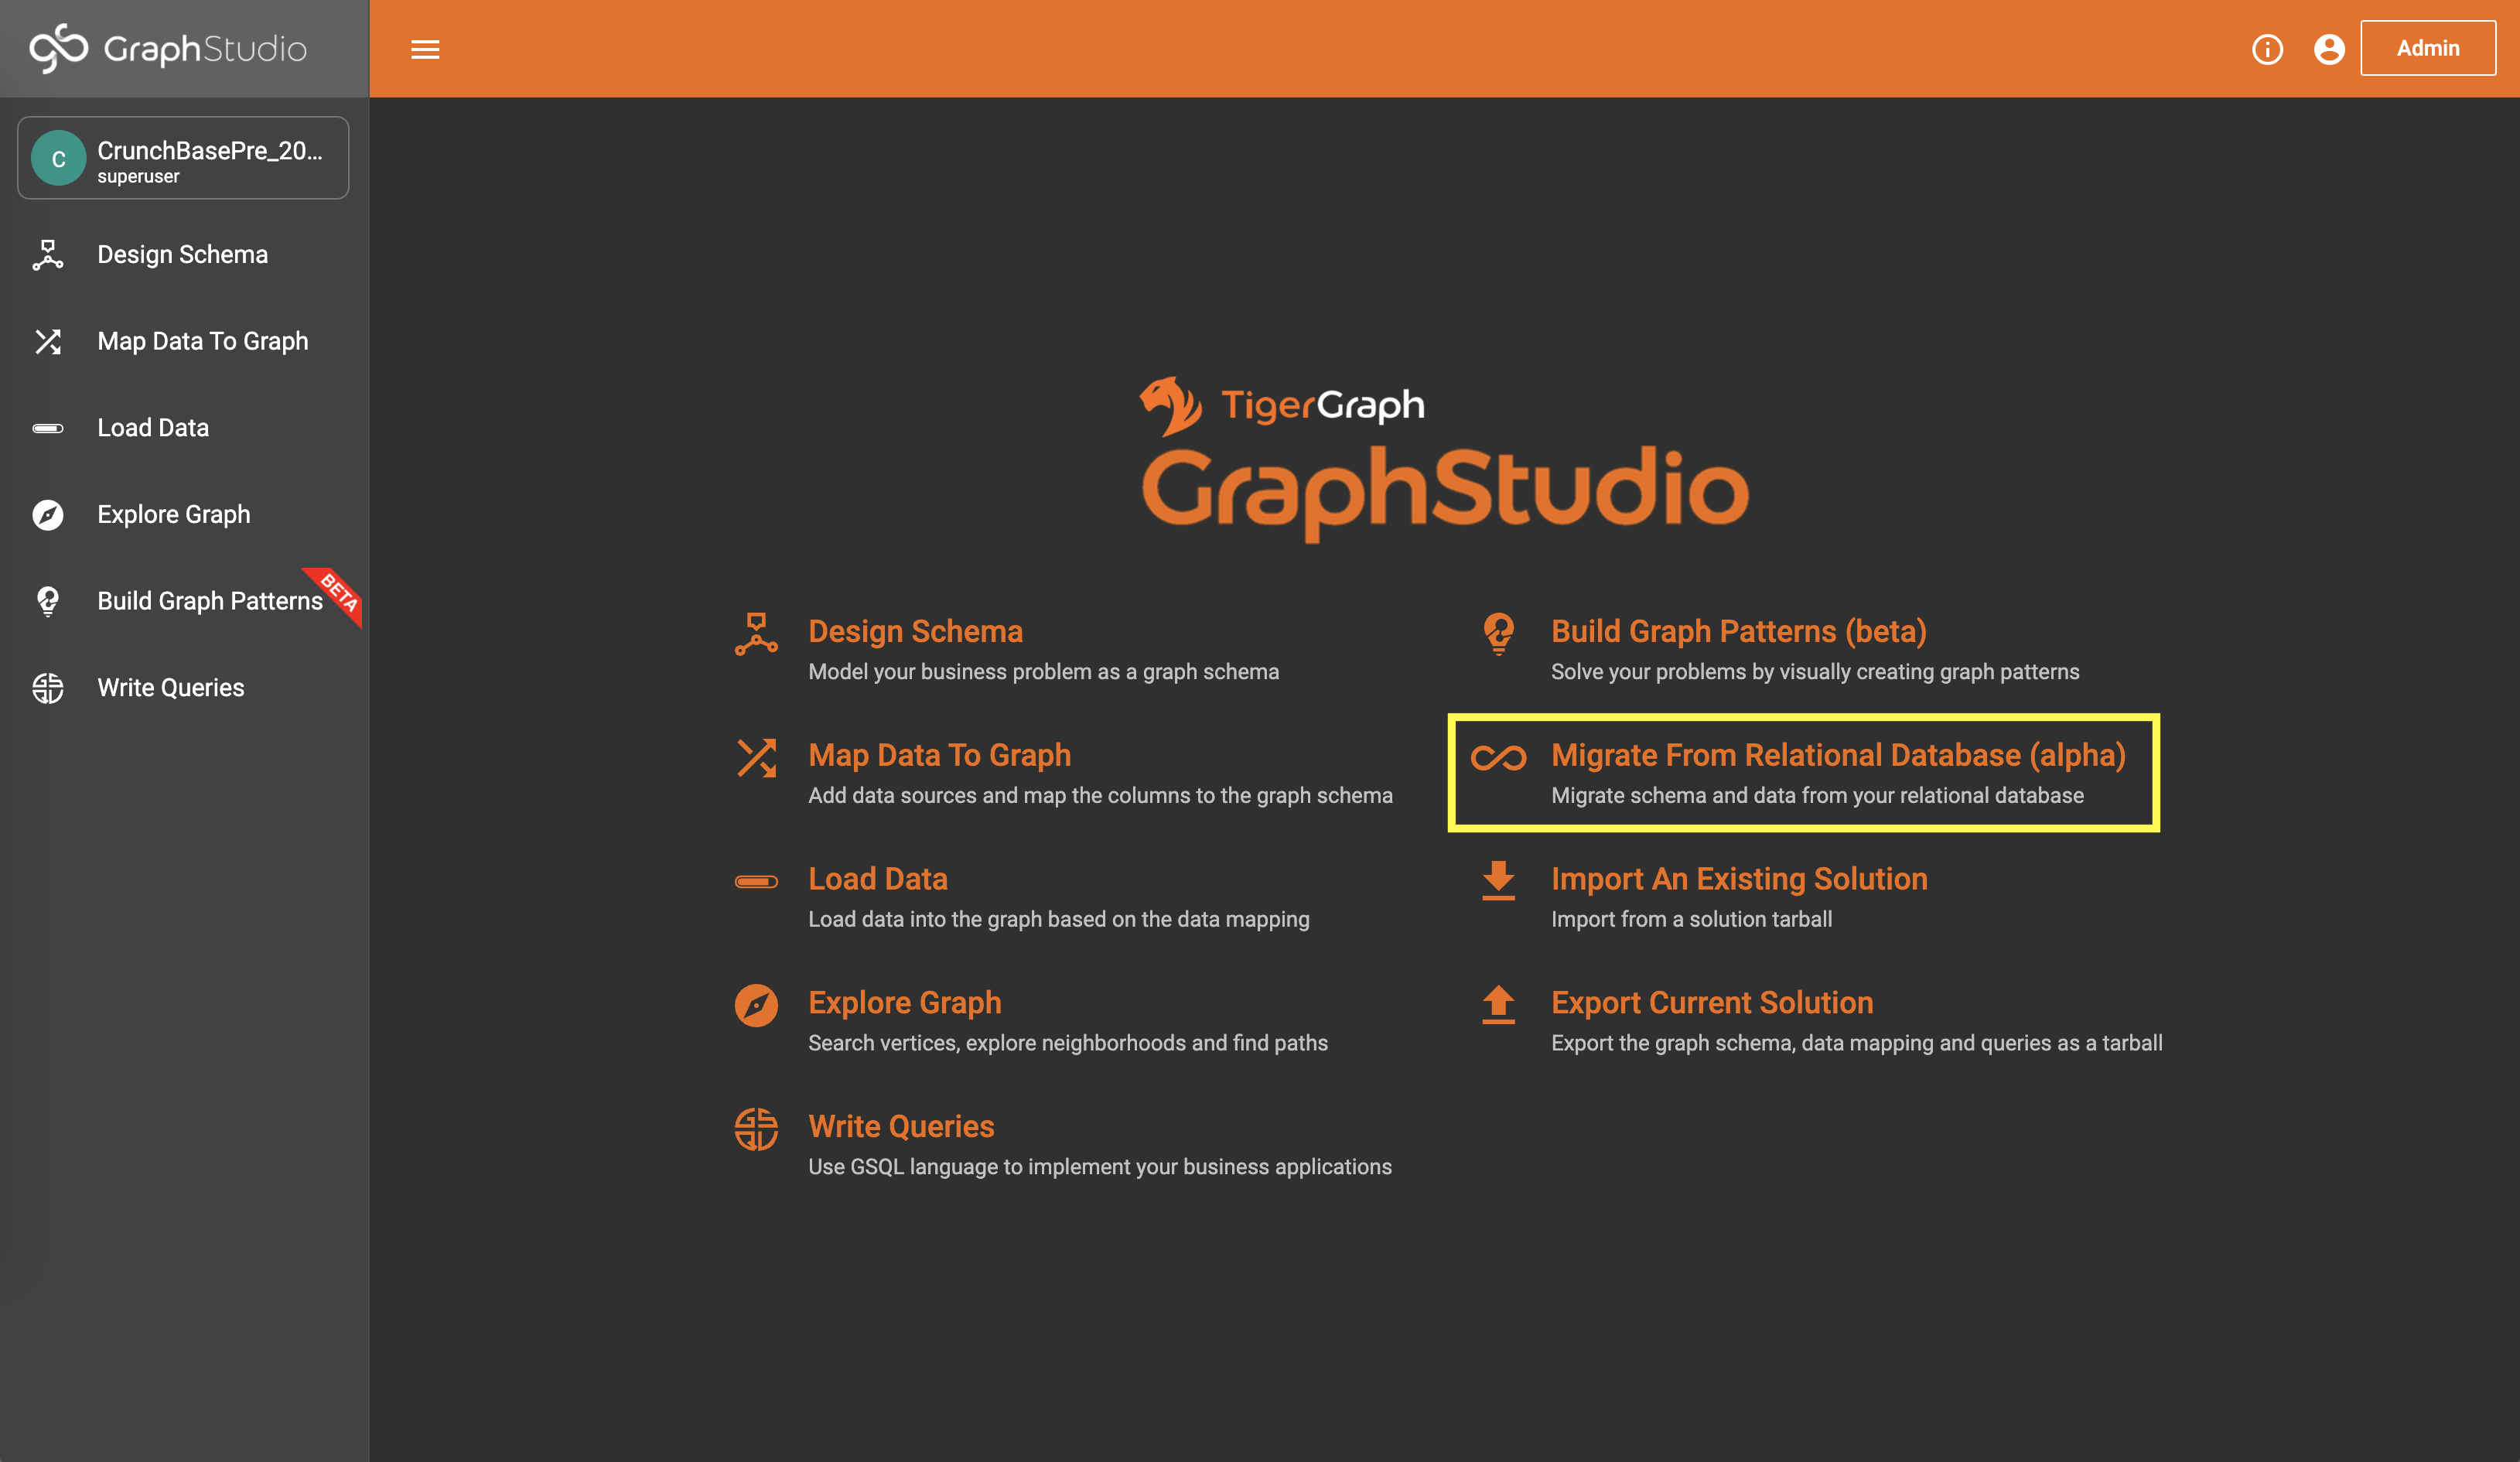 GraphStudio
Admin
C
CrunchBasePre_20...
superuser
Design Schema
Map Data To Graph
Load Data
Explore Graph
Build Graph Patterns
BETA
Write Queries
TigerGraph
GraphStudio
Design Schema
Model your business problem as a graph schema
Map Data To Graph
Add data sources and map the columns to the graph schema
Load Data
Load data into the graph based on the data mapping
Explore Graph
Search vertices, explore neighborhoods and find paths
Write Queries
Use GSQL language to implement your business applications
Build Graph Patterns (beta)
Solve your problems by visually creating graph patterns
Migrate From Relational Database (alpha)
Migrate schema and data from your relational database
Import An Existing Solution
Import from a solution tarball
Export Current Solution
Export the graph schema, data mapping and queries as a tarball